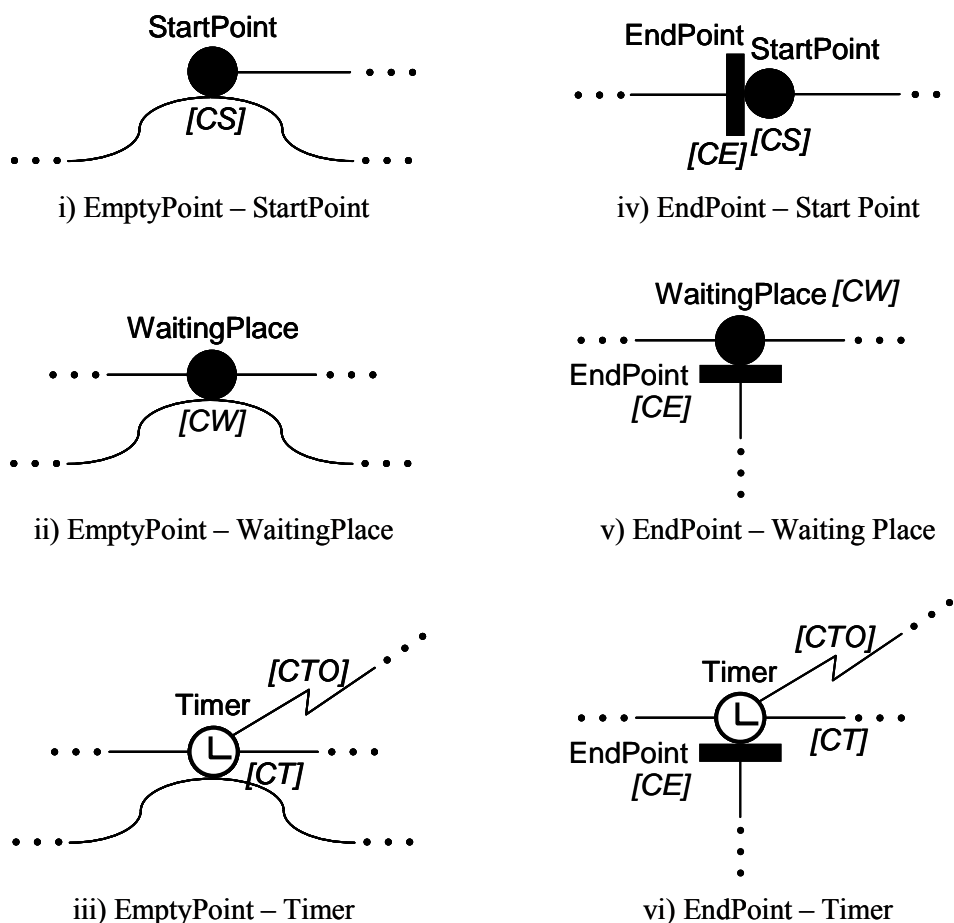 StartPoint
[CS]
i) EmptyPoint – StartPoint
EndPoint
StartPoint
[CE]
[CS]
iv) EndPoint – Start Point
WaitingPlace
[CW]
ii) EmptyPoint – WaitingPlace
WaitingPlace [CW]
EndPoint
[CE]
v) EndPoint – Waiting Place
[CTO]
Timer
[CT]
iii) EmptyPoint – Timer
[CTO]
Timer
[CT]
EndPoint
[CE]
vi) EndPoint – Timer